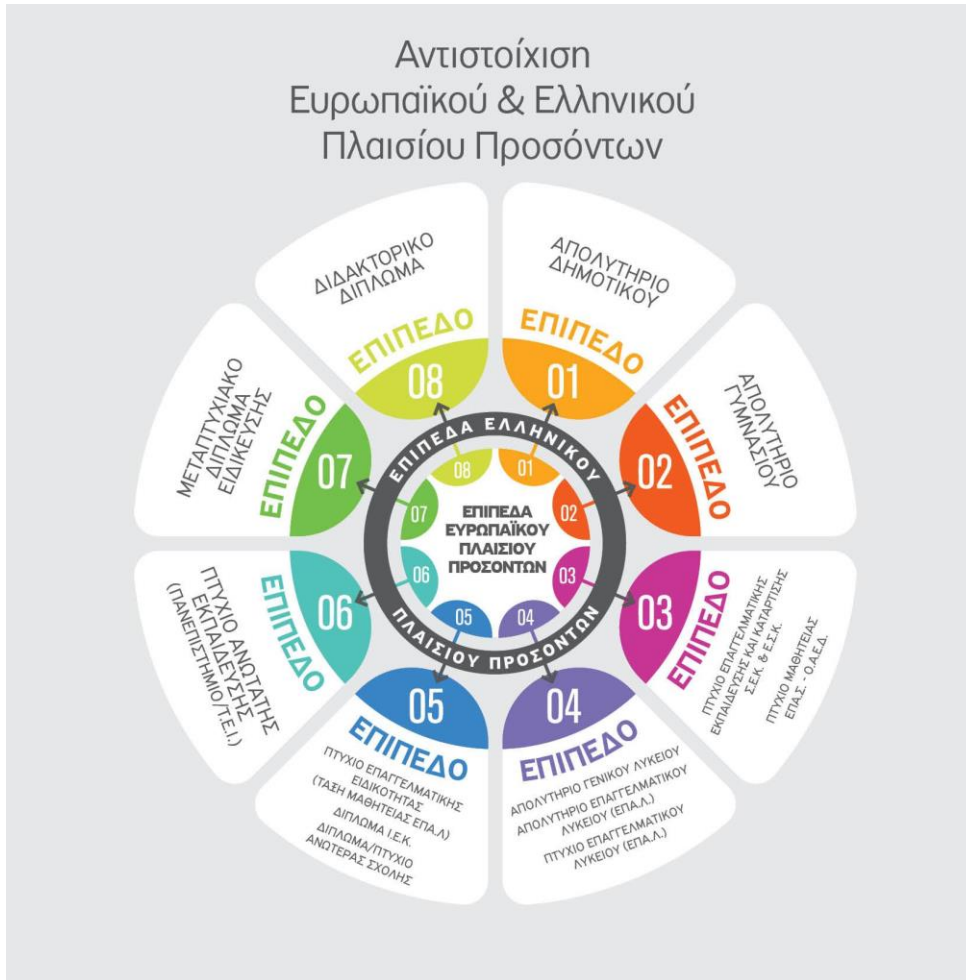 Αντιστοίχιση
Ευρωπαϊκού & Ελληνικού
Πλαισίου Προσόντων
ΑΠΟΛΥΤΗΡΙΟ
ΔΗΜΟΤΙΚΟΥ
ΕΠΙΠΕΔΟ
01
ΑΠΟΛΥΤΗΡΙΟ
ΓΥΜΝΑΣΙΟΥ
ΕΠΙΠΕΔΟ
02
ΕΠΙΠΕΔΟ
03
ΠΤΥΧΙΟ ΕΠΑΓΓΕΛΜΑΤΙΚΗΣ
ΕΚΠΑΙΔΕΥΣΗΣ ΚΑΙ ΚΑΤΑΡΤΙΣΗΣ
Σ.Ε.Κ. & Ε.Σ.Κ.
ΠΤΥΧΙΟ ΜΑΘΗΤΕΙΑΣ
ΕΠΑ.Σ. - Ο.Α.Ε.Δ.
04
ΕΠΙΠΕΔΟ
ΑΠΟΛΥΤΗΡΙΟ ΓΕΝΙΚΟΥ ΛΥΚΕΙΟΥ
ΑΠΟΛΥΤΗΡΙΟ ΕΠΑΓΓΕΛΜΑΤΙΚΟΥ
ΛΥΚΕΙΟΥ (ΕΠΑ.Λ.)
ΠΤΥΧΙΟ ΕΠΑΓΓΕΛΜΑΤΙΚΟΥ
ΛΥΚΕΙΟΥ (ΕΠΑ.Λ.)
05
ΕΠΙΠΕΔΟ
ΠΤΥΧΙΟ ΕΠΑΓΓΕΛΜΑΤΙΚΗΣ
ΕΙΔΙΚΟΤΗΤΑΣ
(ΤΑΞΗ ΜΑΘΗΤΕΙΑΣ ΕΠΑ.Λ)
ΔΙΠΛΩΜΑ Ι.Ε.Κ.
ΔΙΠΛΩΜΑ/ΠΤΥΧΙΟ
ΑΝΩΤΕΡΑΣ ΣΧΟΛΗΣ
06
ΕΠΙΠΕΔΟ
ΠΤΥΧΙΟ ΑΝΩΤΑΤΗΣ
ΕΚΠΑΙΔΕΥΣΗΣ
(ΠΑΝΕΠΙΣΤΗΜΙΟ/Τ.Ε.Ι.)
ΜΕΤΑΠΤΥΧΙΑΚΟ
ΔΙΠΛΩΜΑ
ΕΙΔΙΚΕΥΣΗΣ
ΕΠΙΠΕΔΟ
07
ΔΙΔΑΚΤΟΡΙΚΟ
ΔΙΠΛΩΜΑ
ΕΠΙΠΕΔΟ
08
ΕΠΙΠΕΔΑ ΕΛΛΗΝΙΚΟΥ
ΠΛΑΙΣΙΟΥ ΠΡΟΣΟΝΤΩΝ
01
02
03
04
05
06
07
08
ΕΠΙΠΕΔΑ
ΕΥΡΩΠΑΪΚΟΥ
ΠΛΑΙΣΙΟΥ
ΠΡΟΣΟΝΤΩΝ